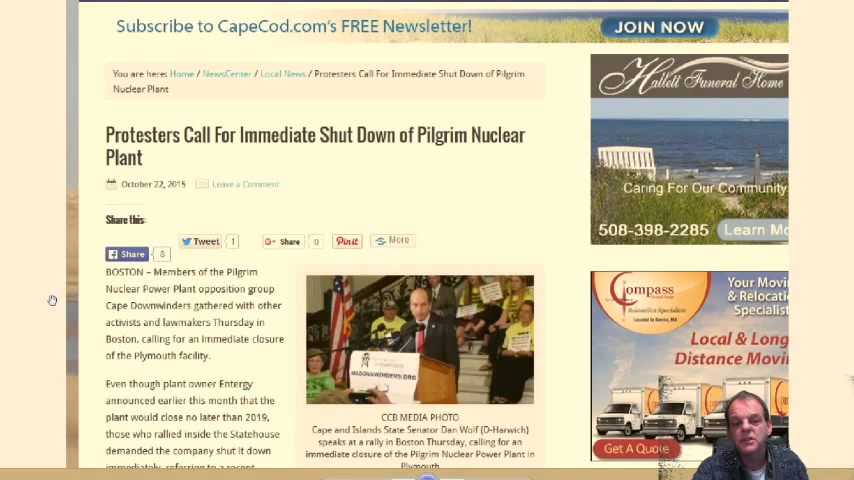 Subscribe to CapeCod.com's FREE Newsletter!
JOIN NOW
You are here: Home / NewsCenter / Local News / Protesters Call For Immediate Shut Down of Pilgrim
Nuclear Plant
Protesters Call For Immediate Shut Down of Pilgrim Nuclear
Plant
October 22, 2015
Leave a Comment
Share this:
Tweet 1
Share 0
Pin it
More
Share 8
BOSTON – Members of the Pilgrim
Nuclear Power Plant opposition group
Cape Downwinders gathered with other
activists and lawmakers Thursday in
Boston, calling for an immediate closure
of the Plymouth facility.
Even though plant owner Entergy
announced earlier this month that the
plant would close no later than 2019,
those who rallied inside the Statehouse
demanded the company shut it down
immediately, referring to a recent
CCB MEDIA PHOTO
Cape and Islands State Senator Dan Wolf (D-Harwich)
speaks at a rally in Boston Thursday, calling for an
immediate closure of the Pilgrim Nuclear Power Plant in
Plymouth
Hallett Funeral Home
Caring For Our Community
508-398-2285
Learn Mo
Compass
Relocation Specialists
Your Movi
& Relocati
Specialist
Local & Long
Distance Movi
Get A Quote